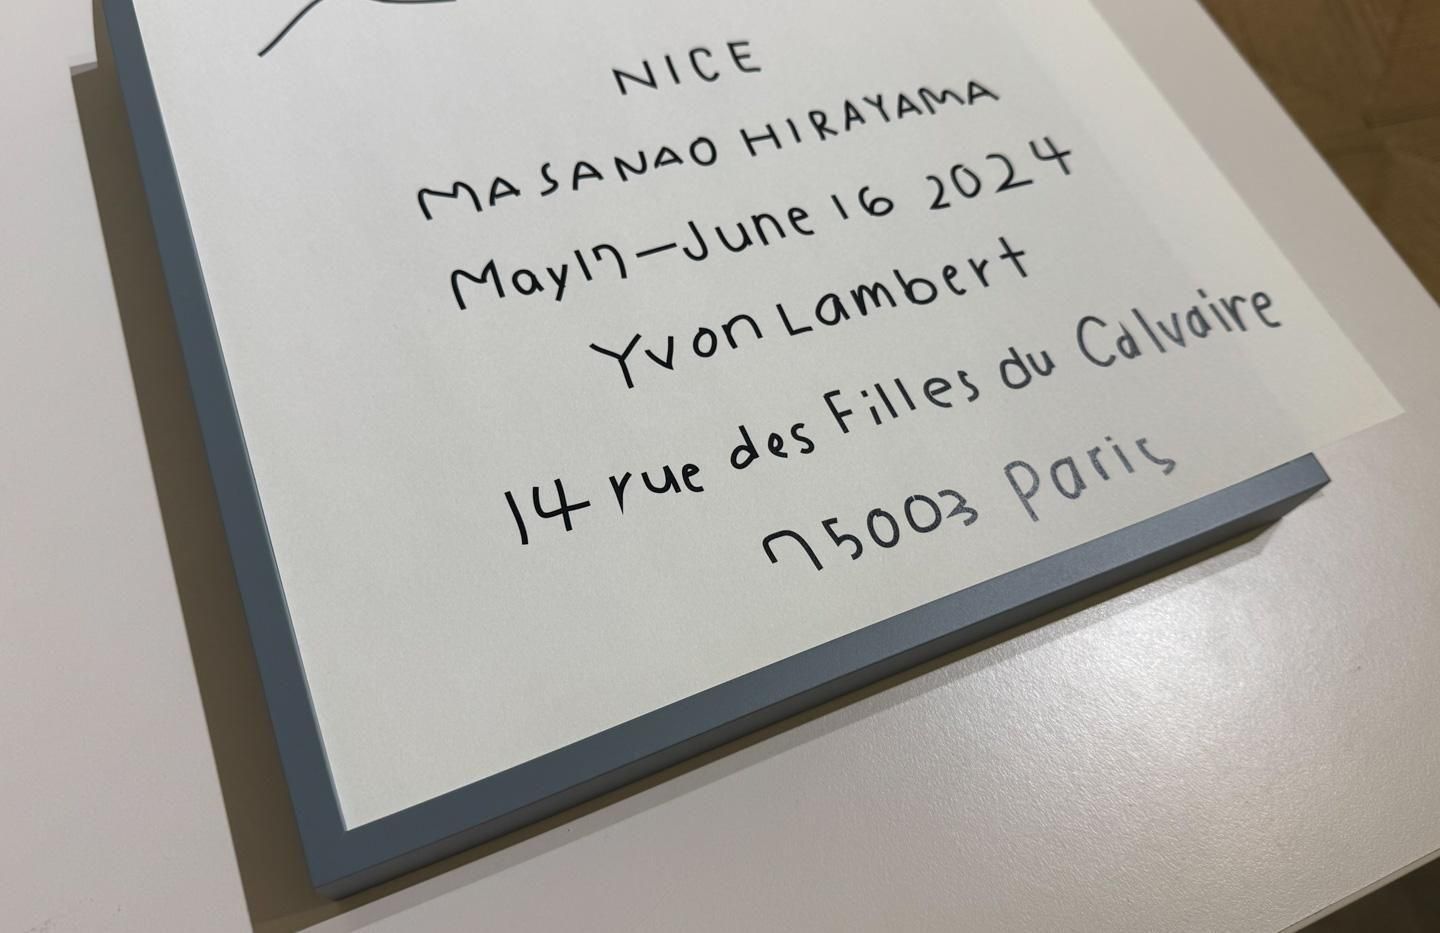 NICE
MASANAO HIRAYAMA
May17-June 16 2024
Yvon Lambert
14 rue des Filles du Calvaire
75003 Paris